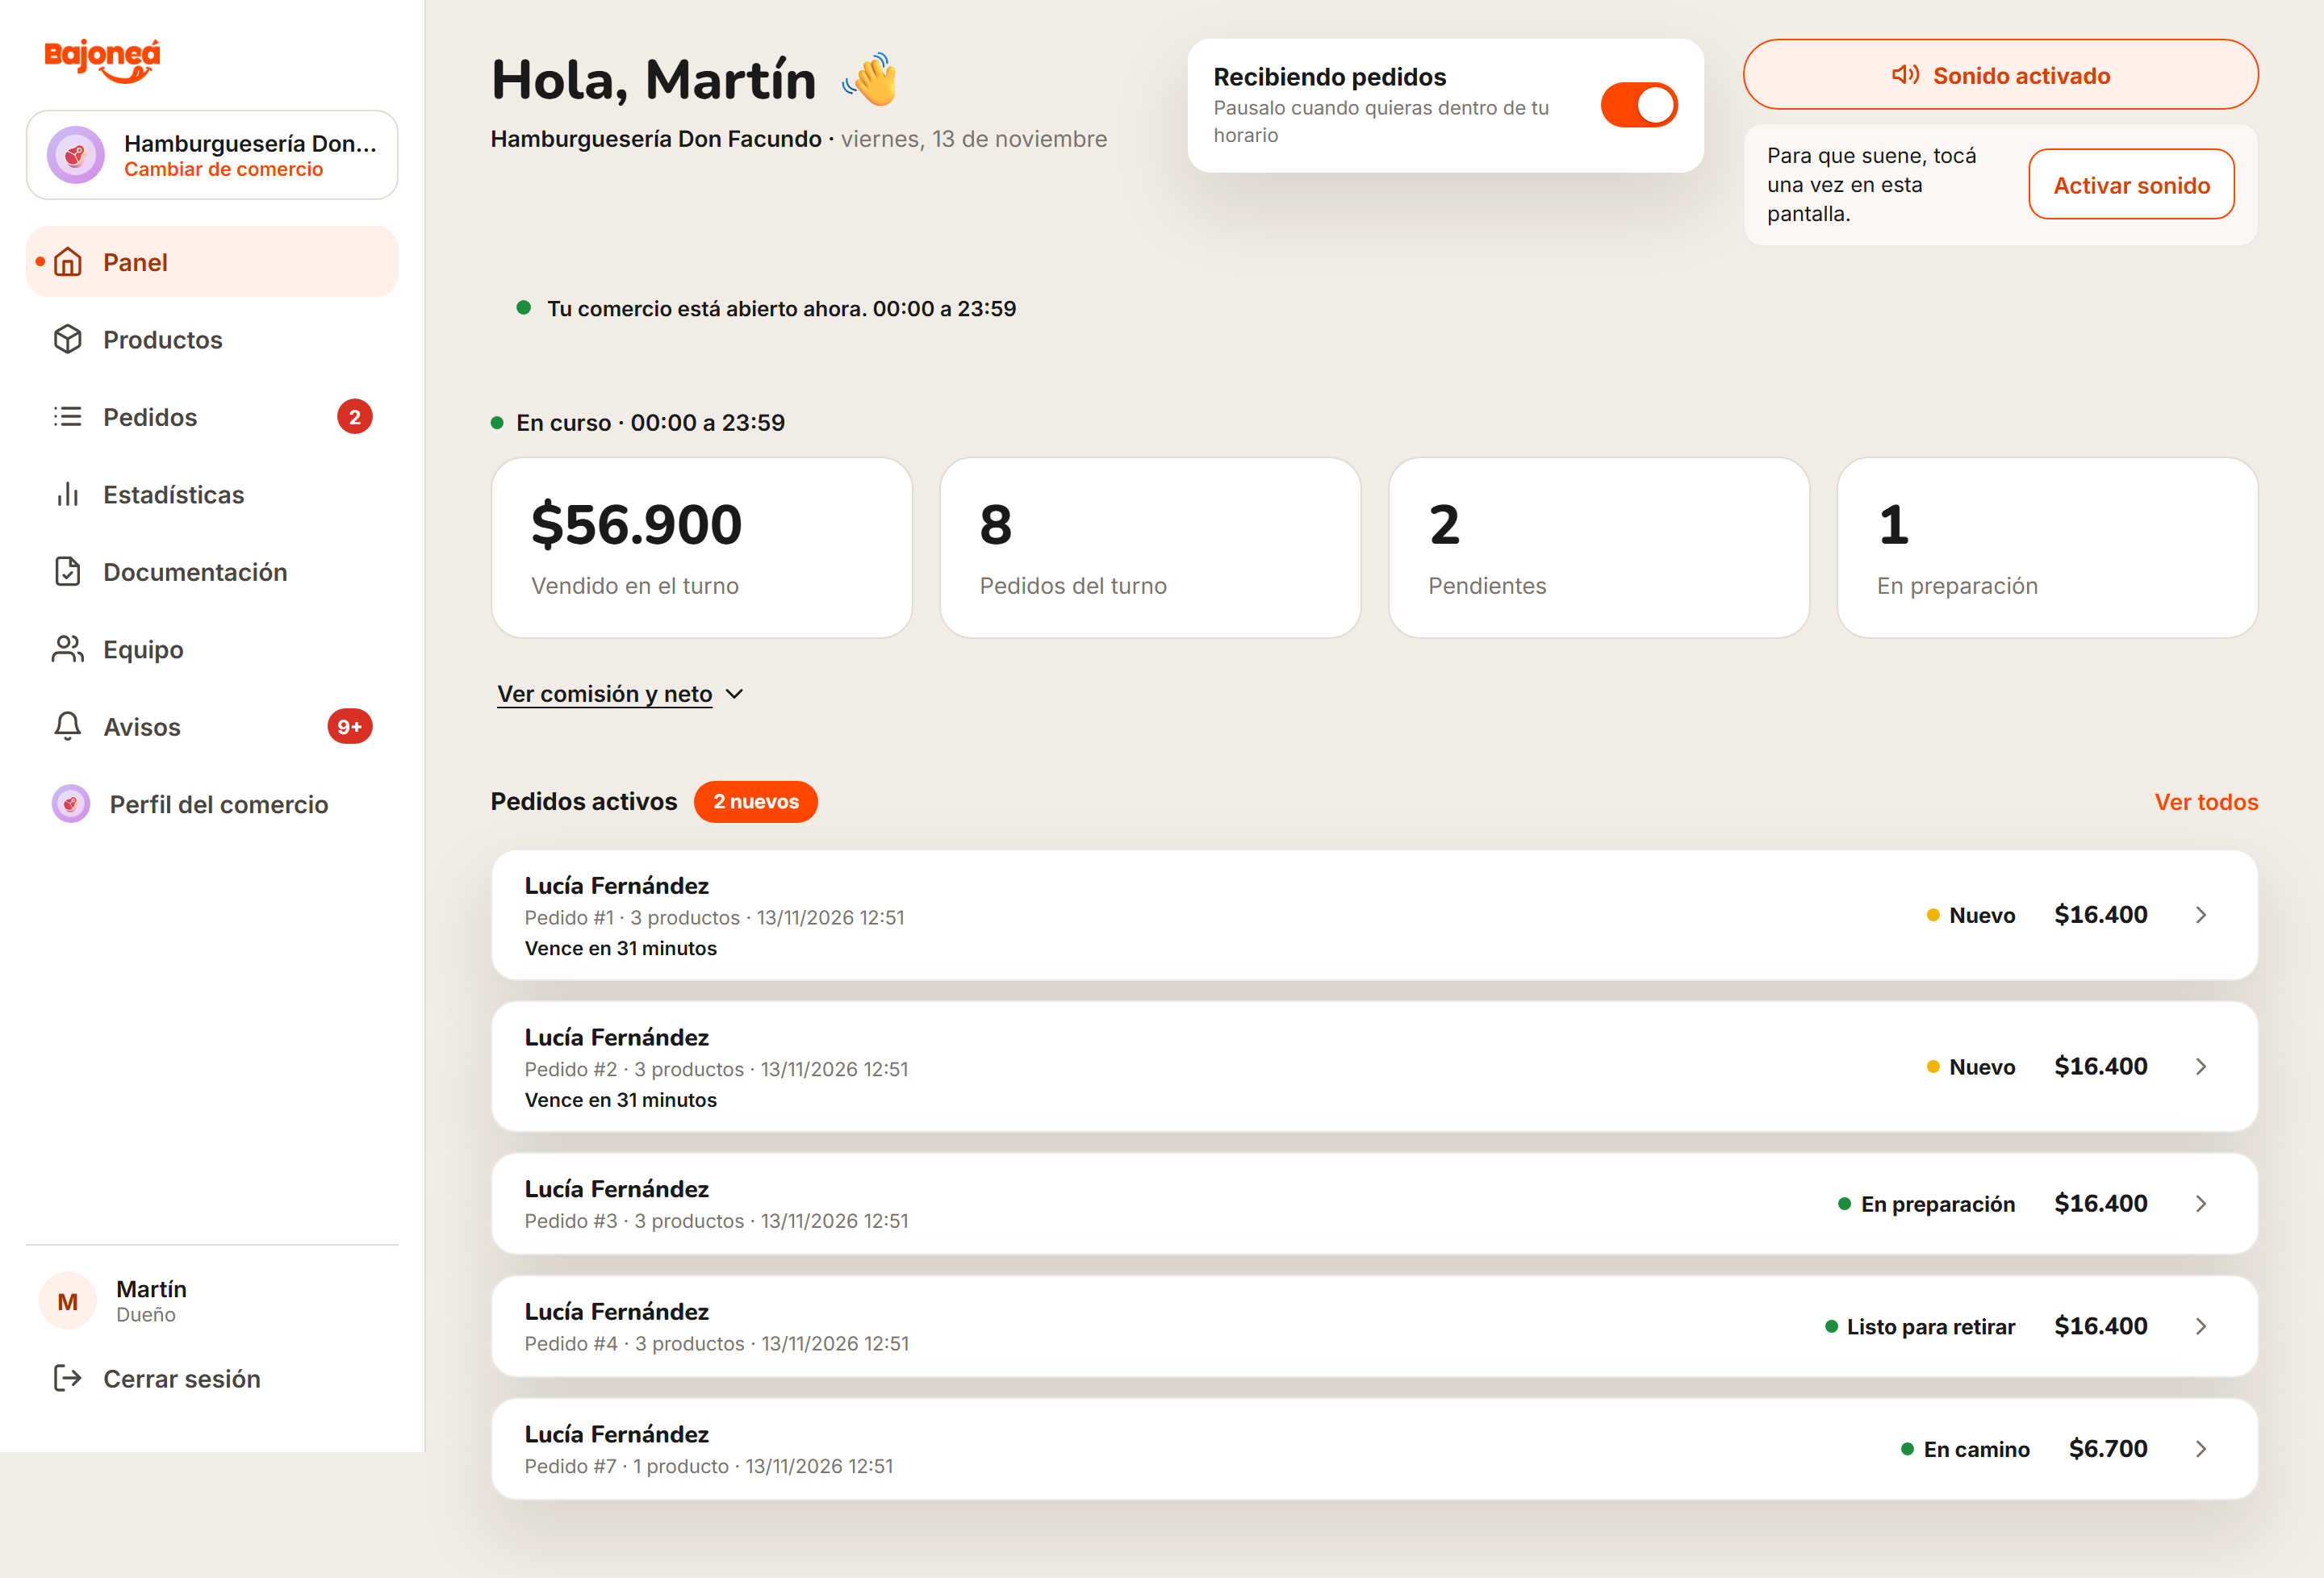 Bajoneá
Hamburguesería Don...
Cambiar de comercio
Panel
Productos
Pedidos
2
Estadísticas
Documentación
Equipo
Avisos
9+
Perfil del comercio
Martín
Dueño
M
Cerrar sesión
Hola, Martín 👋
Hamburguesería Don Facundo · viernes, 13 de noviembre
Recibiendo pedidos
Pausalo cuando quieras dentro de tu
horario
Sonido activado
Para que suene, tocá
una vez en esta
pantalla.
Activar sonido
Tu comercio está abierto ahora. 00:00 a 23:59
En curso · 00:00 a 23:59
$56.900
Vendido en el turno
8
Pedidos del turno
2
Pendientes
1
En preparación
Ver comisión y neto
Pedidos activos
2 nuevos
Ver todos
Lucía Fernández
Pedido #1 · 3 productos · 13/11/2026 12:51
Vence en 31 minutos
Nuevo
$16.400
Lucía Fernández
Pedido #2 · 3 productos · 13/11/2026 12:51
Vence en 31 minutos
Nuevo
$16.400
Lucía Fernández
Pedido #3 · 3 productos · 13/11/2026 12:51
En preparación
$16.400
Lucía Fernández
Pedido #4 · 3 productos · 13/11/2026 12:51
Listo para retirar
$16.400
Lucía Fernández
Pedido #7 · 1 producto · 13/11/2026 12:51
En camino
$6.700